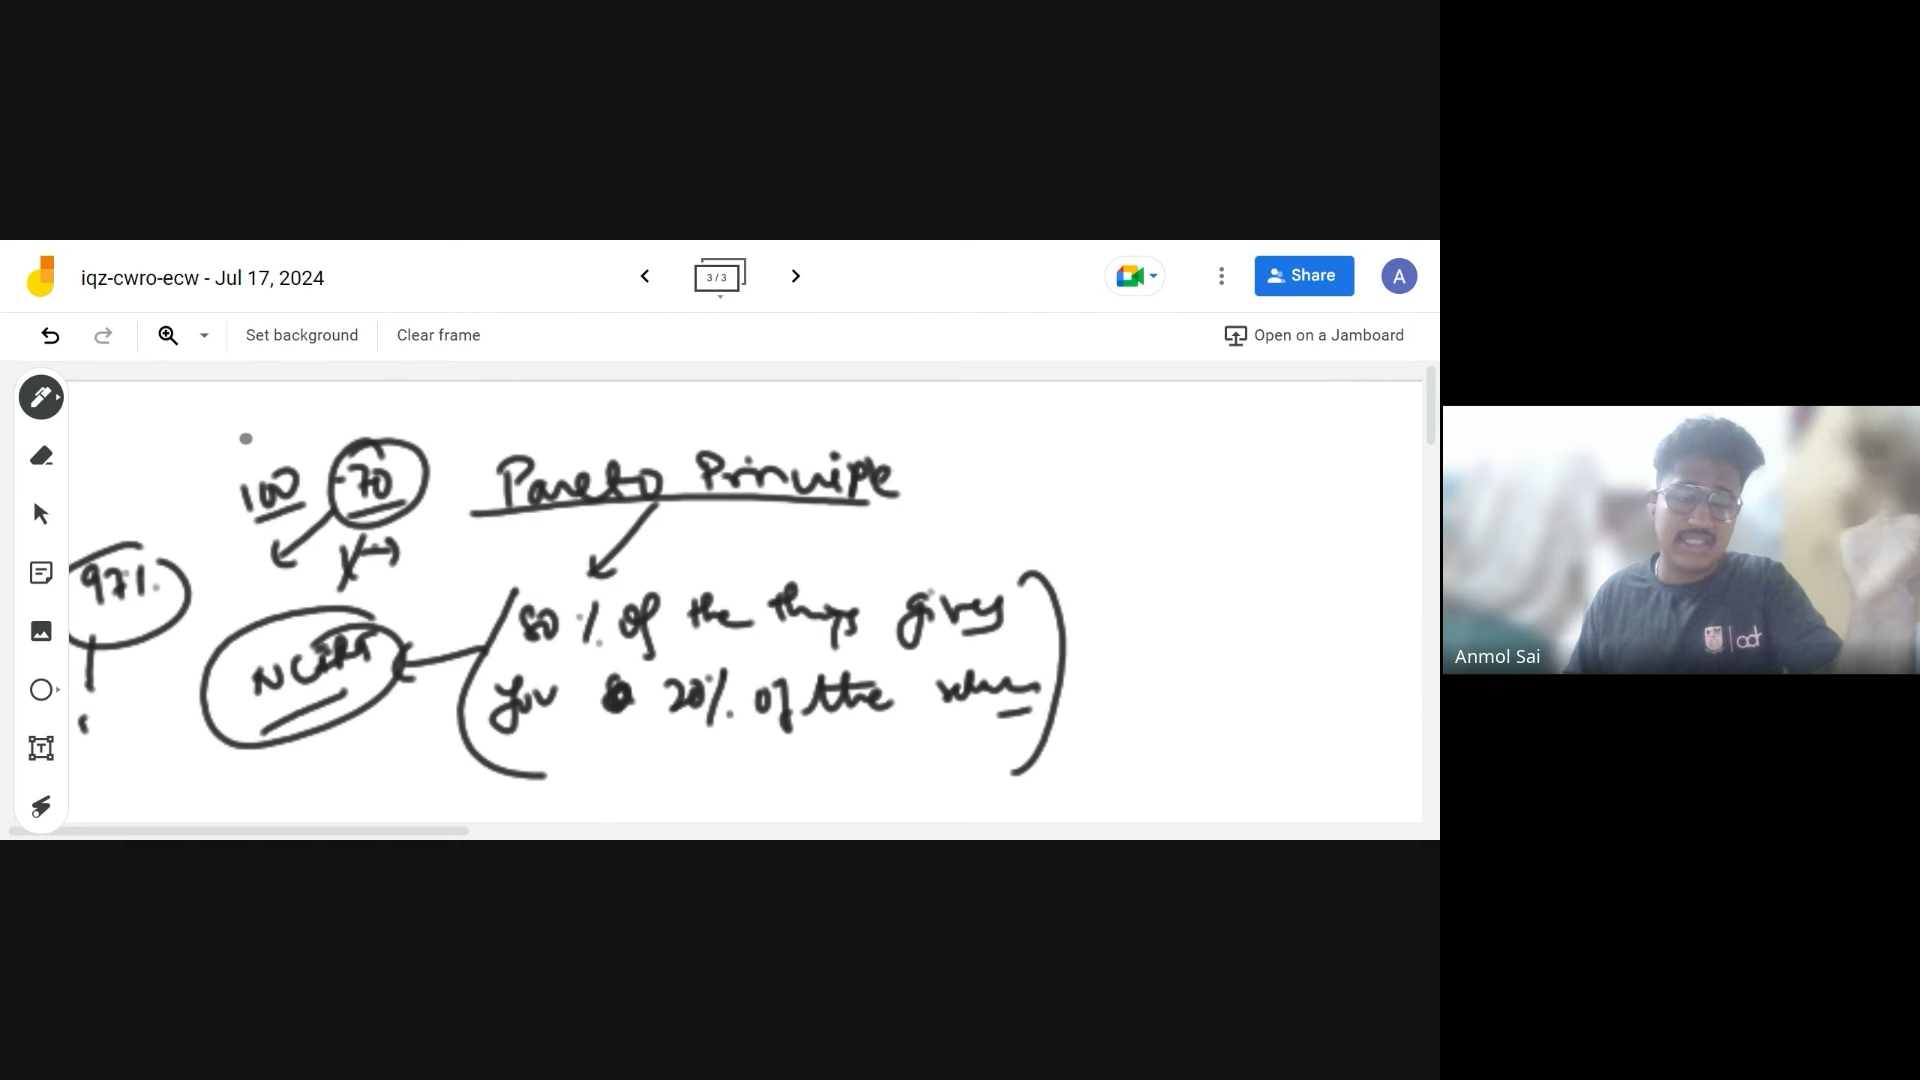 iqz-cwro-ecw - Jul 17, 2024
3/3
Share
A
Set background
Clear frame
Open on a Jamboard
100 -70 Pareto Principle
97%
80% of the things gives
NCERT
you 20% of the
Anmol Sai